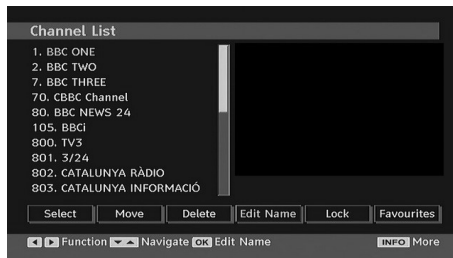 Channel List
1. BBC ONE
2. BBC TWO
7. BBC THREE
70. CBBC Channel
80. BBC NEWS 24
105. BBCi
800. TV3
801. 3/24
802. CATALUNYA RÀDIO
803. CATALUNYA INFORMACIÓ
Select Move Delete Edit Name Lock Favourites
Function Navigate OK Edit Name INFO More